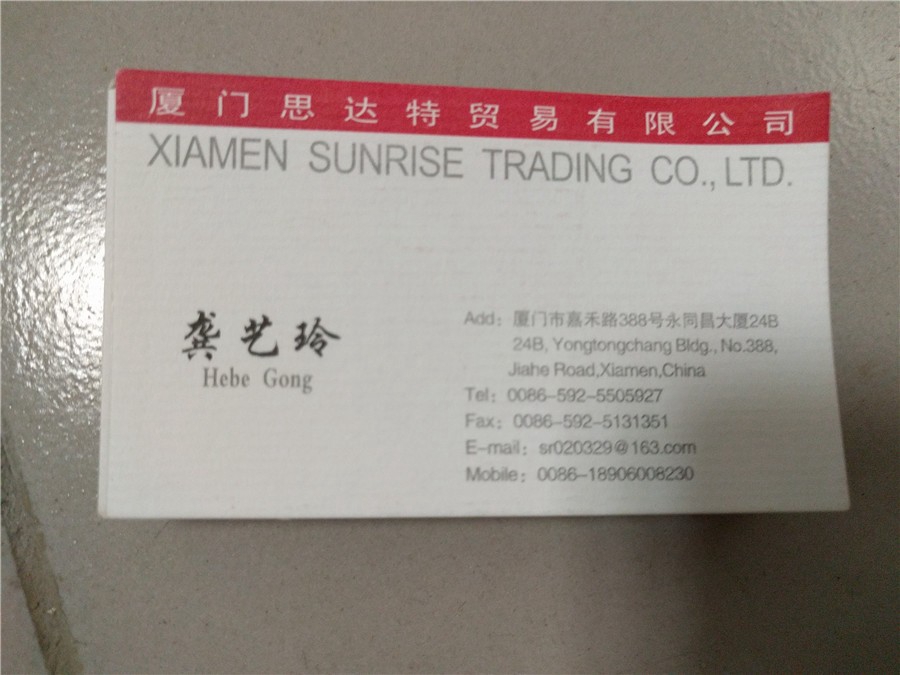 厦门思达特贸易有限公司
XIAMEN SUNRISE TRADING CO., LTD.
龚艺玲
Hebe Gong
Add: 厦门市嘉禾路388号永同昌大厦24B
24B, Yongtongchang Bldg., No.388,
Jiahe Road,Xiamen,China
Tel: 0086-592-5505927
Fax: 0086-592-5131351
E-mail: sr020329@163.com
Mobile: 0086-18906008230